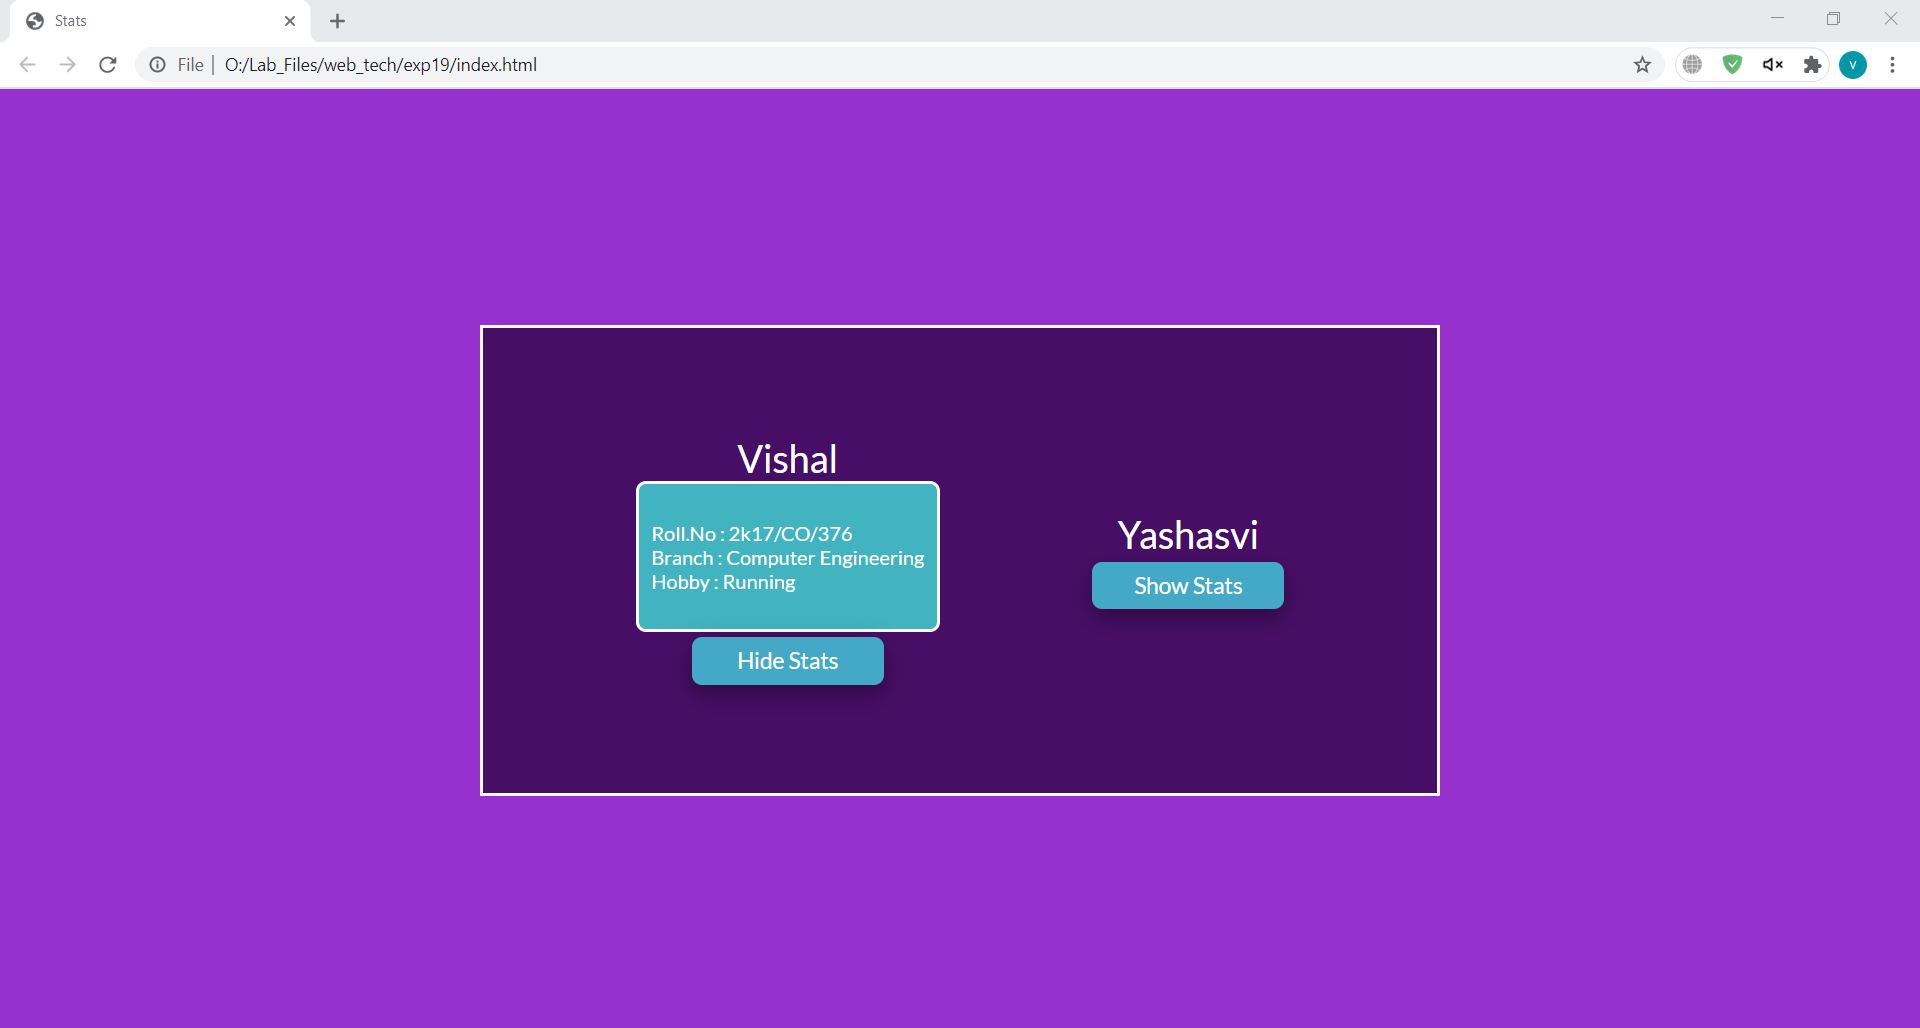 Stats
File
O:/Lab_Files/web_tech/exp19/index.html
V
Vishal
Roll.No : 2k17/CO/376
Branch : Computer Engineering
Hobby : Running
Hide Stats
Yashasvi
Show Stats